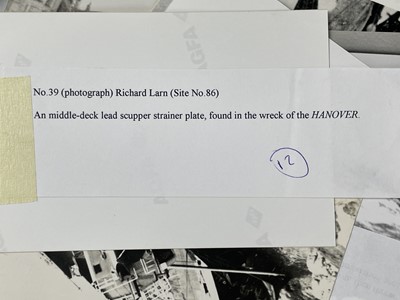 AGFA
No.39 (photograph) Richard Larn (Site No.86)
An middle-deck lead scupper strainer plate, found in the wreck of the HANOVER.
12